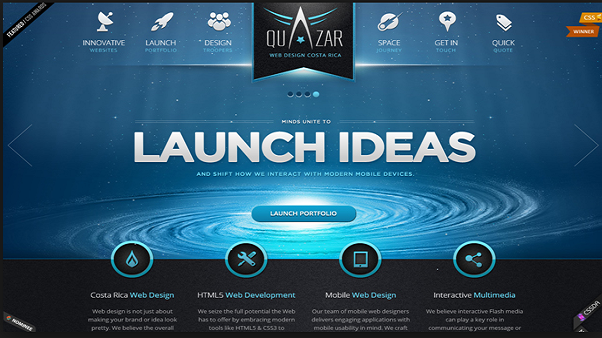 FEATURED CSS AWARDS
INNOVATIVE
WEBSITES
LAUNCH
PORTFOLIO
DESIGN
TROOPERS
QUAZAR
WEB DESIGN COSTA RICA
SPACE
JOURNEY
GET IN
TOUCH
QUICK
QUOTE
CSS
WINNER
MINDS UNITE TO
LAUNCH IDEAS
AND SHIFT HOW WE INTERACT WITH MODERN MOBILE DEVICES.
LAUNCH PORTFOLIO
Costa Rica Web Design
Web design is not just about
making your brand or idea look
pretty. We believe the overall
HTML5 Web Development
We seize the full potential the Web
has to offer by embracing modern
tools like HTML5 & CSS3 to
Mobile Web Design
Our team of mobile web designers
delivers engaging applications with
mobile usability in mind. We craft
Interactive Multimedia
We believe interactive Flash media
can play a key role in
communicating your message or
NOMINEE
CSSDA